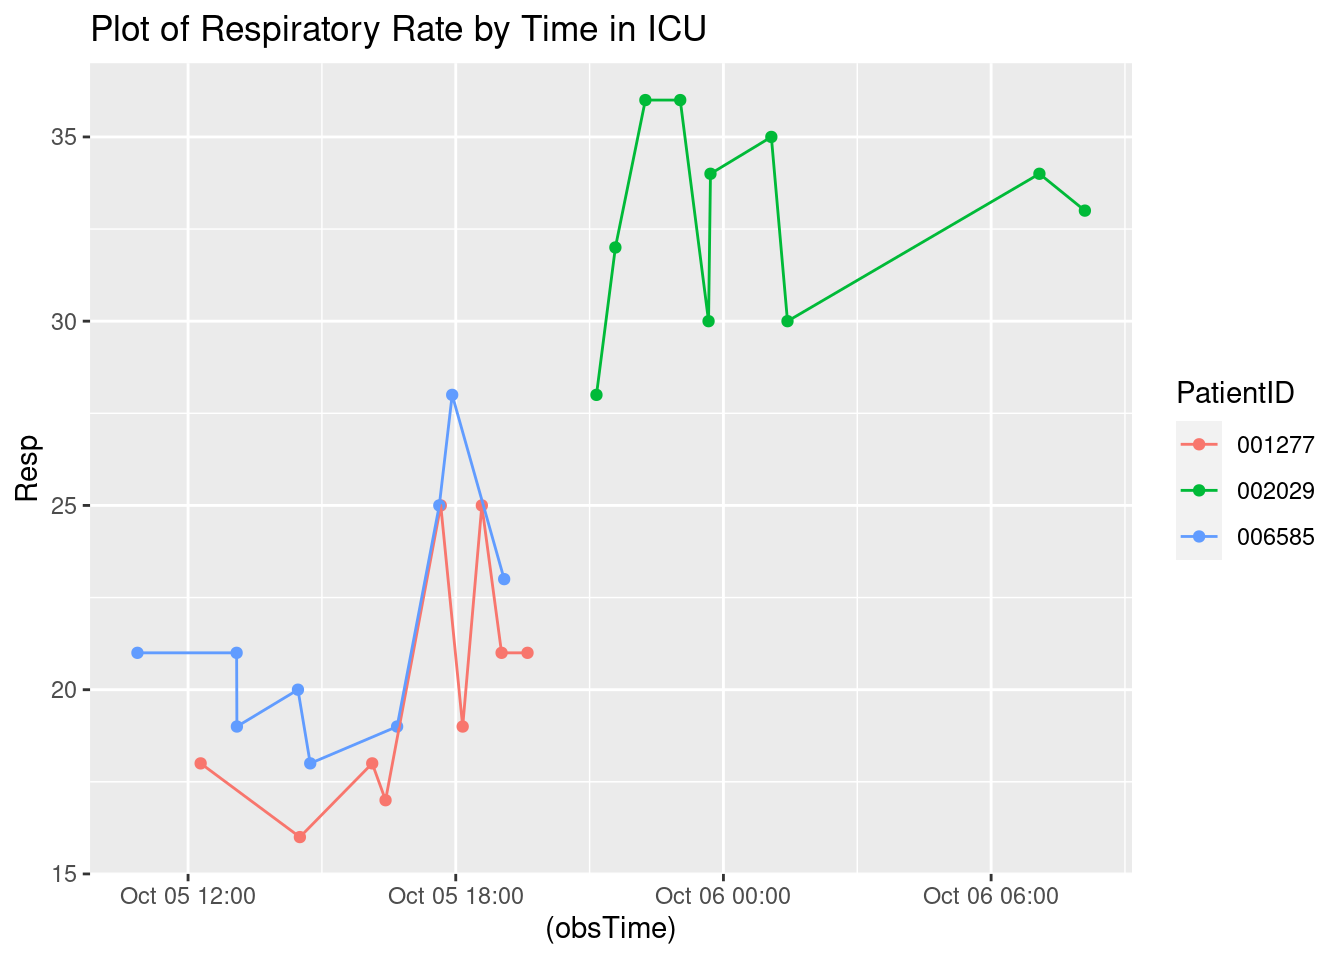 Plot of Respiratory Rate by Time in ICU
35
30
25
20
15
Resp
Oct 05 12:00
Oct 05 18:00
Oct 06 00:00
Oct 06 06:00
(obsTime)
PatientID
001277
002029
006585